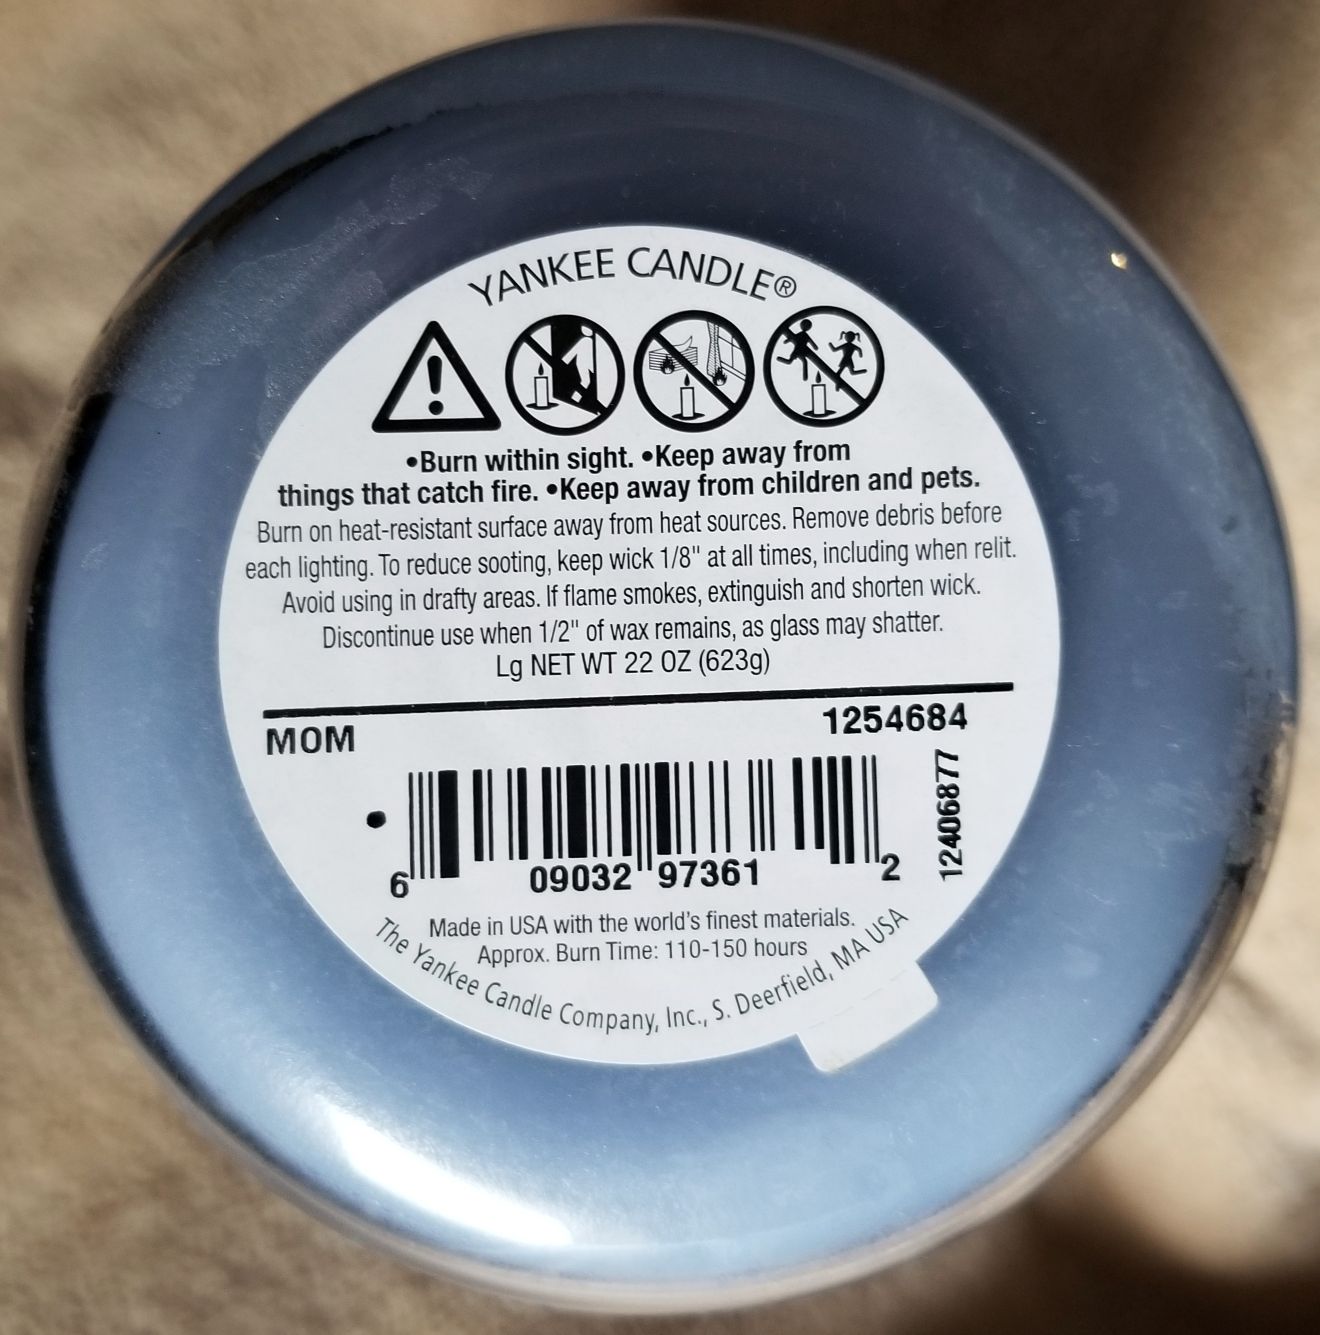 YANKEE CANDLE®
•Burn within sight. •Keep away from
things that catch fire. •Keep away from children and pets.
Burn on heat-resistant surface away from heat sources. Remove debris before
each lighting. To reduce sooting, keep wick 1/8" at all times, including when relit.
Avoid using in drafty areas. If flame smokes, extinguish and shorten wick.
Discontinue use when 1/2" of wax remains, as glass may shatter.
Lg NET WT 22 OZ (623g)
MOM
1254684
12406877
6 09032 97361 2
Made in USA with the world's finest materials.
Approx. Burn Time: 110-150 hours
The Yankee Candle Company, Inc., S. Deerfield, MA USA